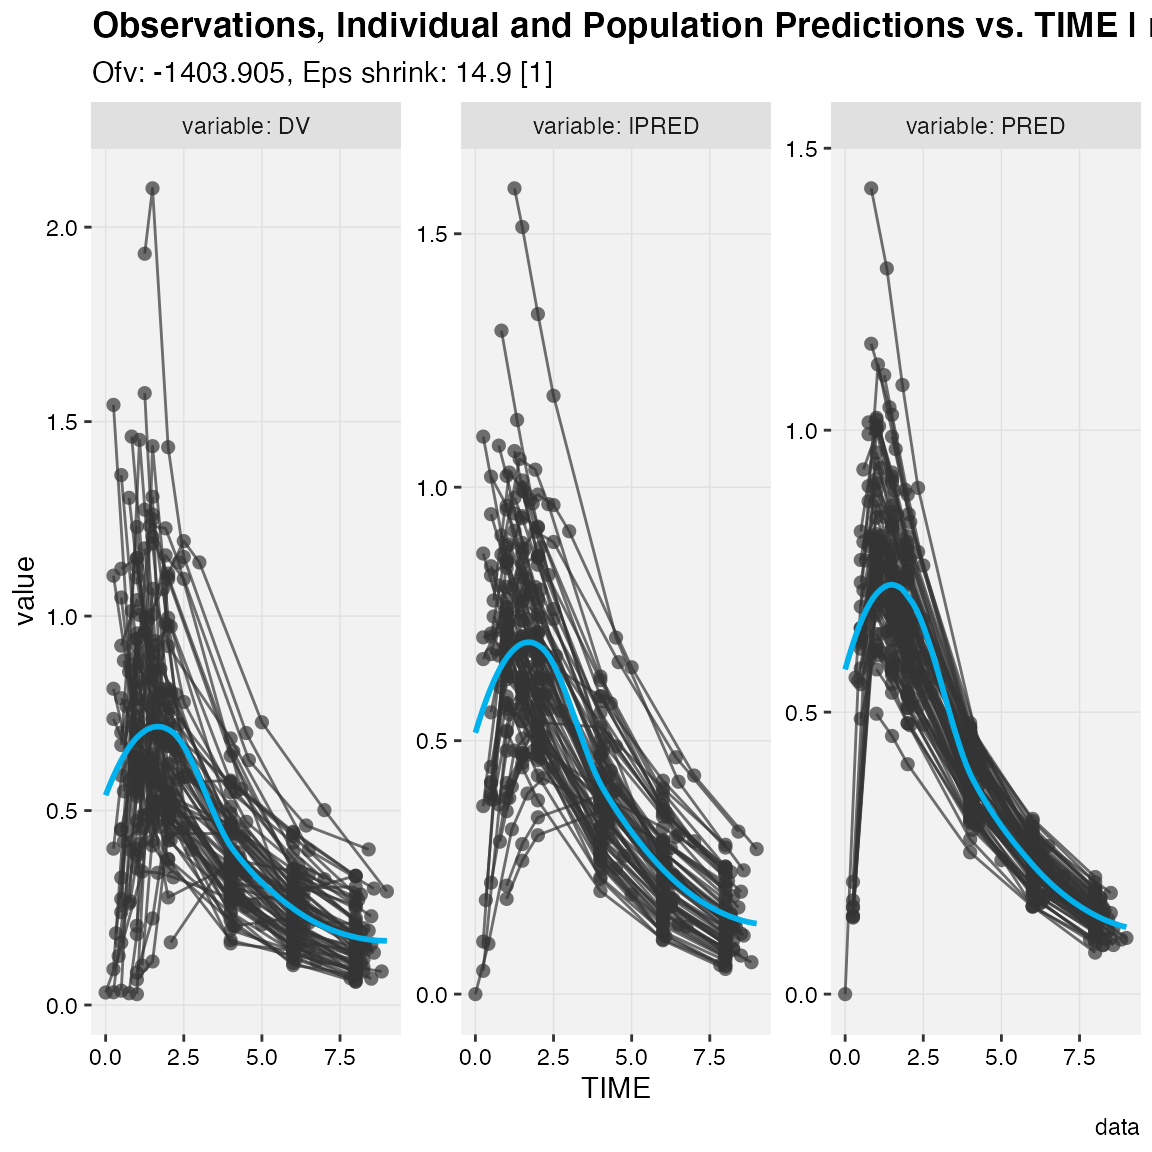 Observations, Individual and Population Predictions vs. TIME |
Ofv: -1403.905, Eps shrink: 14.9 [1]
variable: DV
variable: IPRED
variable: PRED
value
2.0
1.5
1.0
0.5
0.0
1.5
1.0
0.5
0.0
1.5
1.0
0.5
0.0
0.0 2.5 5.0 7.5
0.0 2.5 5.0 7.5
0.0 2.5 5.0 7.5
TIME
data